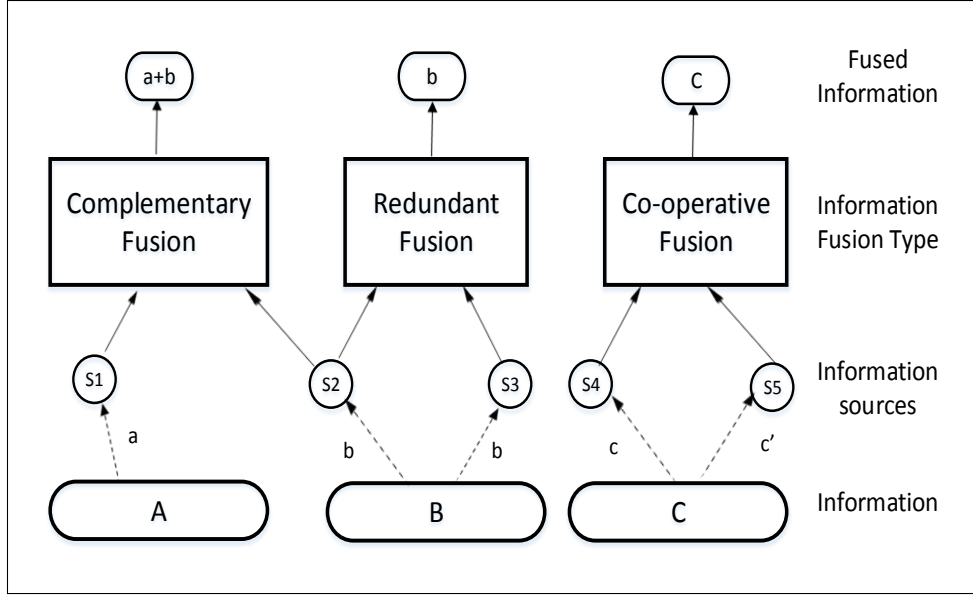 a+b
b
C
Fused
Information
Complementary
Fusion
Redundant
Fusion
Co-operative
Fusion
Information
Fusion Type
S1
S2
S3
S4
S5
Information
sources
a
b
b
c
c’
A
B
C
Information